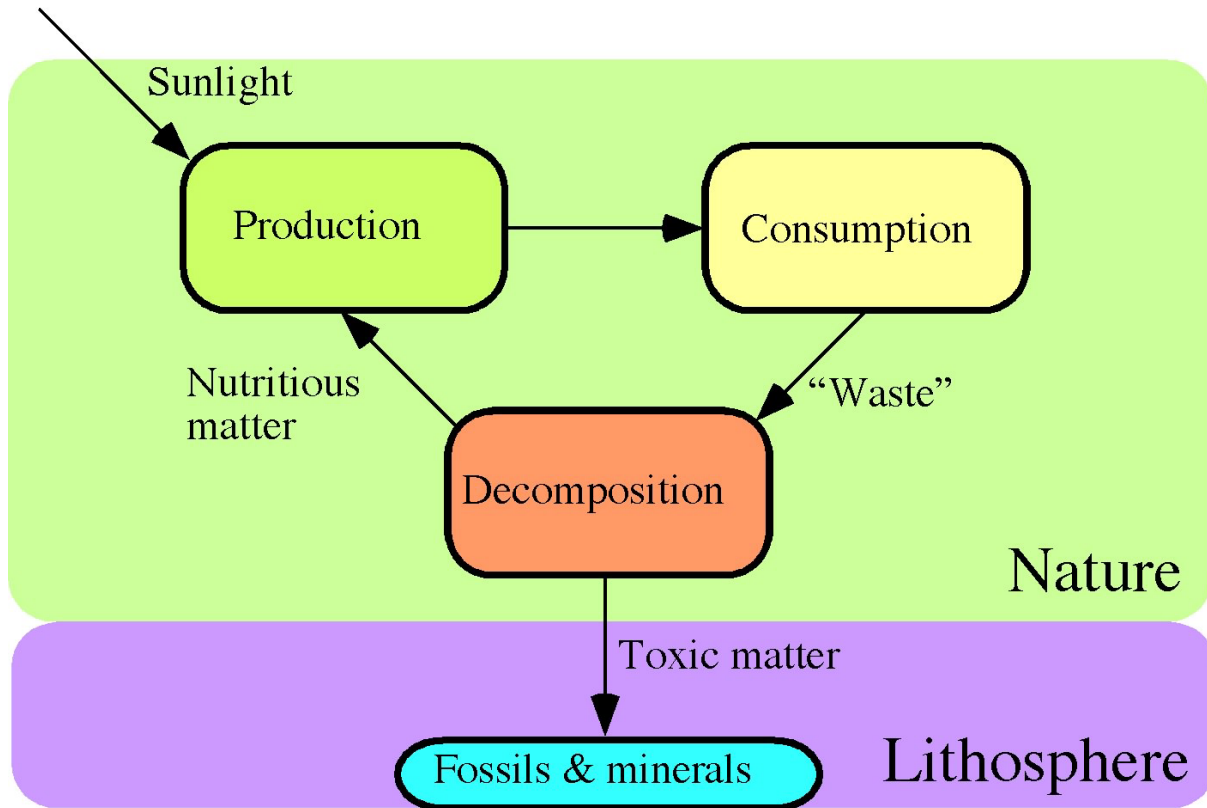 Sunlight
Production
Consumption
Nutritious
matter
“Waste”
Decomposition
Nature
Toxic matter
Fossils & minerals
Lithosphere